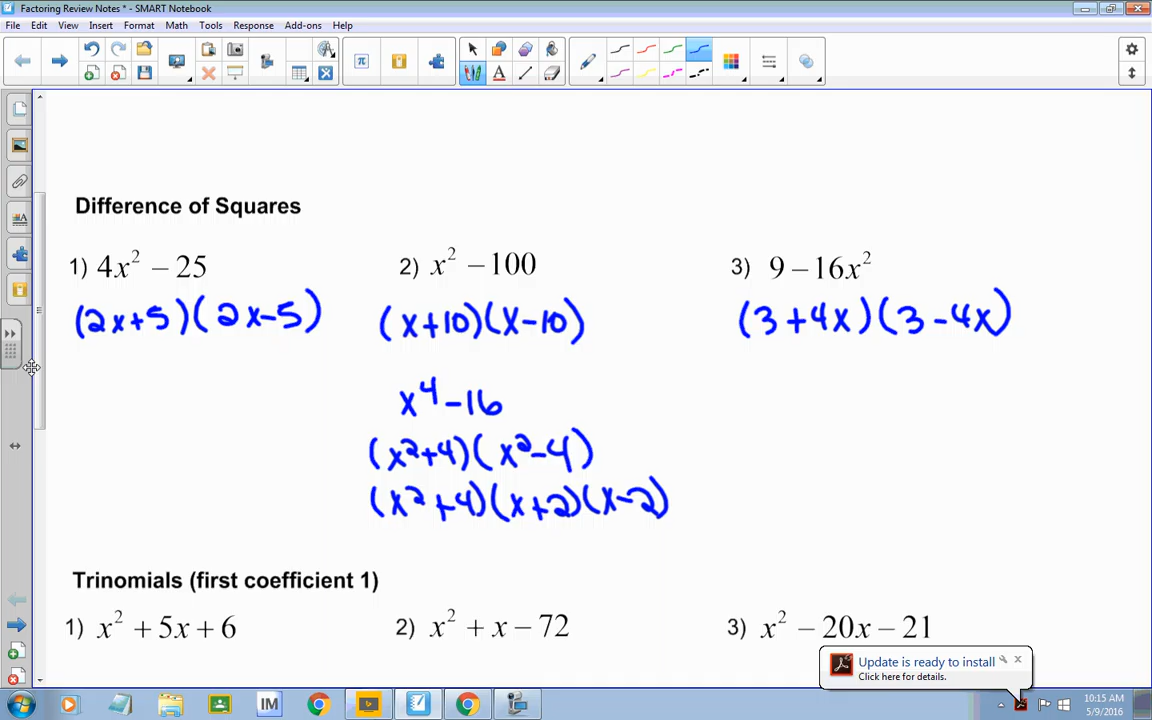 Factoring Review Notes * - SMART Notebook
File Edit View Insert Format Math Tools Response Add-ons Help
Difference of Squares
1) 4x² – 25 2) x² – 100 3) 9 – 16x²
(2x+5)(2x-5) (x+10)(x-10) (3+4x)(3-4x)
x⁴-16
(x²+4)(x²-4)
(x²+4)(x+2)(x-2)
Trinomials (first coefficient 1)
1) x² + 5x + 6 2) x² + x – 72 3) x² – 20x – 21
Update is ready to install
Click here for details.
IM
10:15 AM
5/9/2016